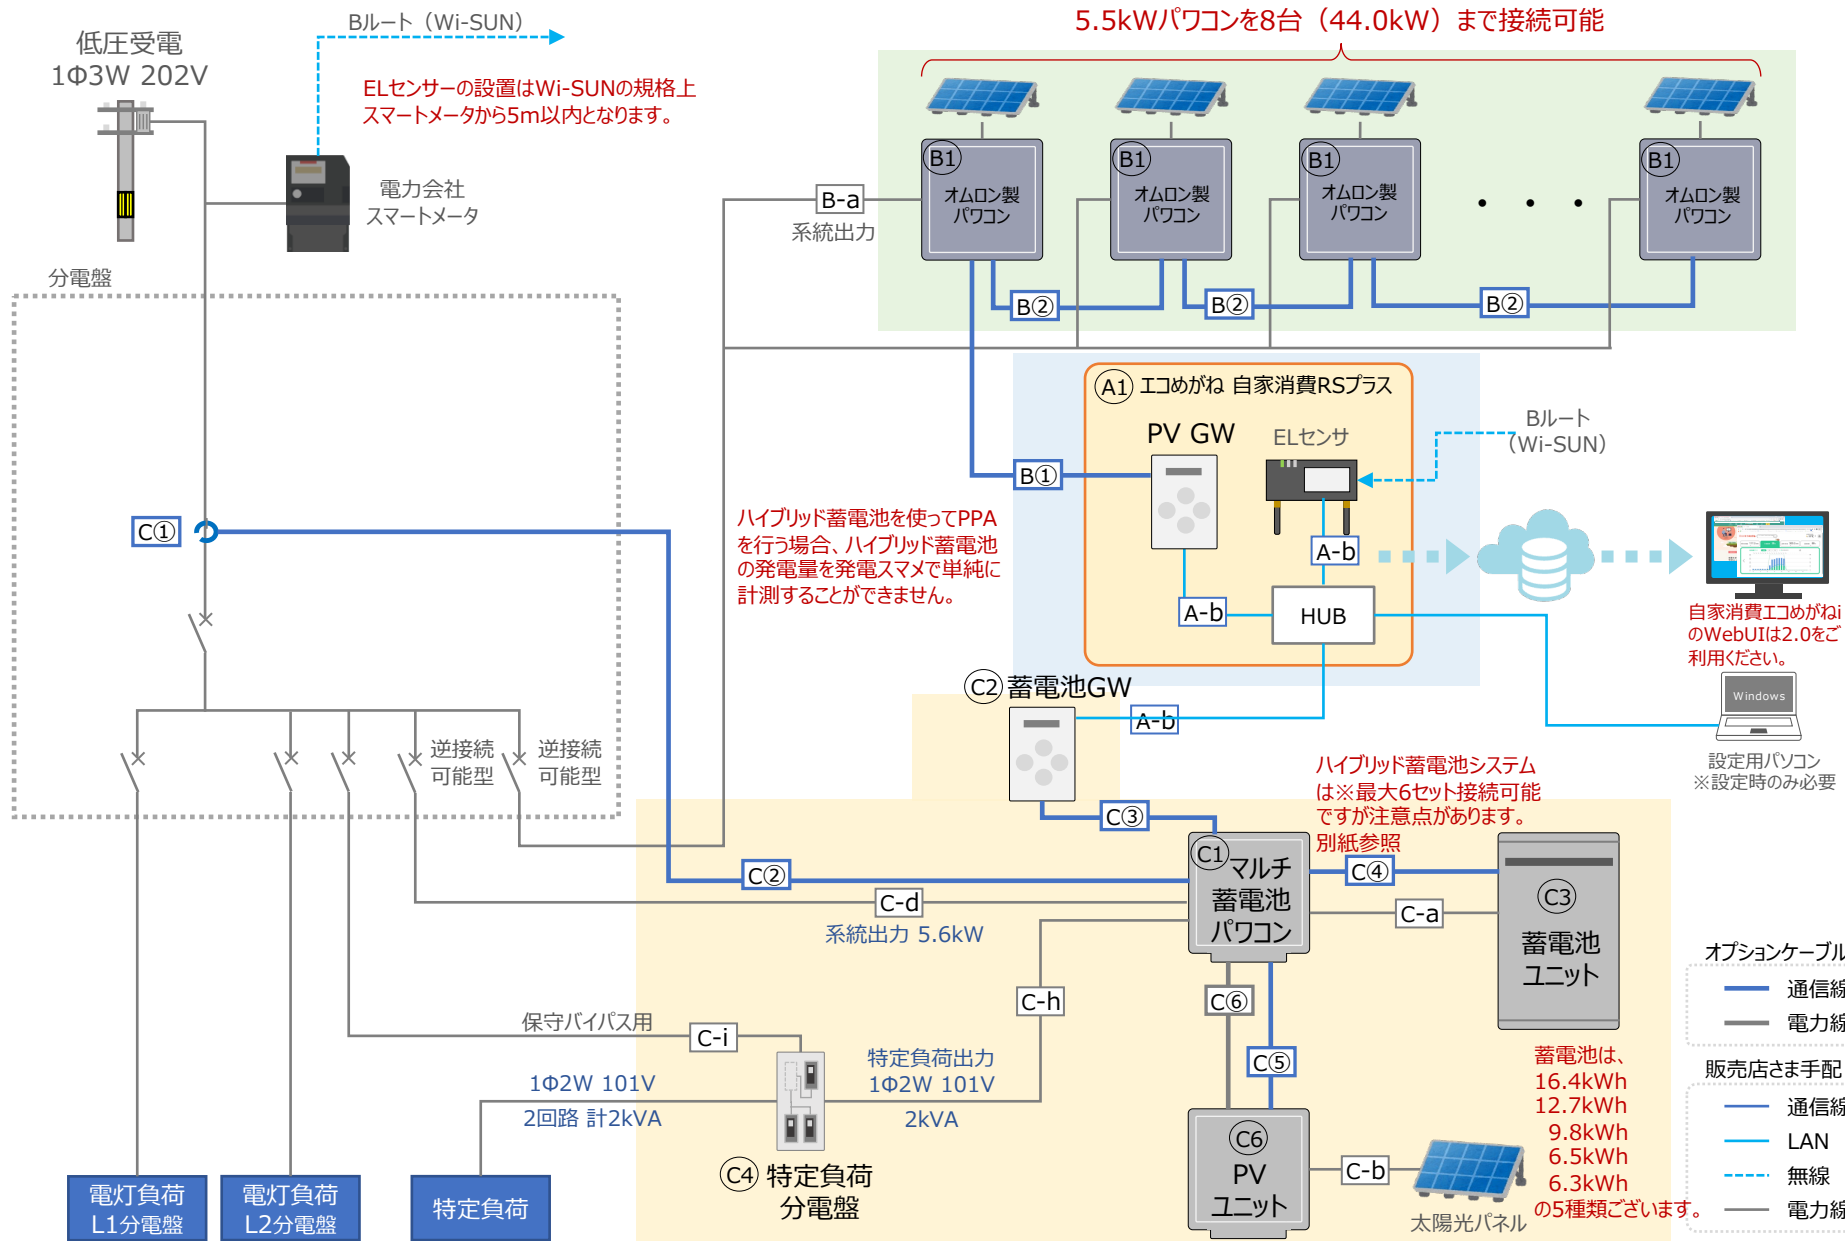 5.5kWパワコンを8台（44.0kW）まで接続可能
Bルート（Wi-SUN）
低圧受電
1Φ3W 202V
ELセンサーの設置はWi-SUNの規格上
スマートメータから5m以内となります。
電力会社
スマートメータ
分電盤
B-a
系統出力
B1
オムロン製
パワコン
B1
オムロン製
パワコン
B1
オムロン製
パワコン
・・・
B1
オムロン製
パワコン
B②
B②
B②
A1 エコめがね 自家消費RSプラス
PV GW
ELセンサ
Bルート
（Wi-SUN）
B①
C①
ハイブリッド蓄電池を使ってPPA
を行う場合、ハイブリッド蓄電池
の発電量を発電スマメで単純に
計測することができません。
A-b
A-b
HUB
自家消費エコめがねi
のWebUIは2.0をご
利用ください。
Windows
設定用パソコン
※設定時のみ必要
C2 蓄電池GW
A-b
逆接続
可能型
逆接続
可能型
ハイブリッド蓄電池システム
は※最大6セット接続可能
ですが注意点があります。
別紙参照
C③
C1
マルチ
蓄電池
パワコン
C②
C④
C-d
系統出力 5.6kW
C-a
C3
蓄電池
ユニット
C-h
C⑥
C⑤
保守バイパス用
C-i
特定負荷出力
1Φ2W 101V
2kVA
1Φ2W 101V
2回路 計2kVA
C4 特定負荷
分電盤
C6
PV
ユニット
C-b
太陽光パネル
蓄電池は、
16.4kWh
12.7kWh
9.8kWh
6.5kWh
6.3kWh
の5種類ございます。
オプションケーブル
通信線
電力線
販売店さま手配
通信線
LAN
無線
電力線
電灯負荷
L1分電盤
電灯負荷
L2分電盤
特定負荷